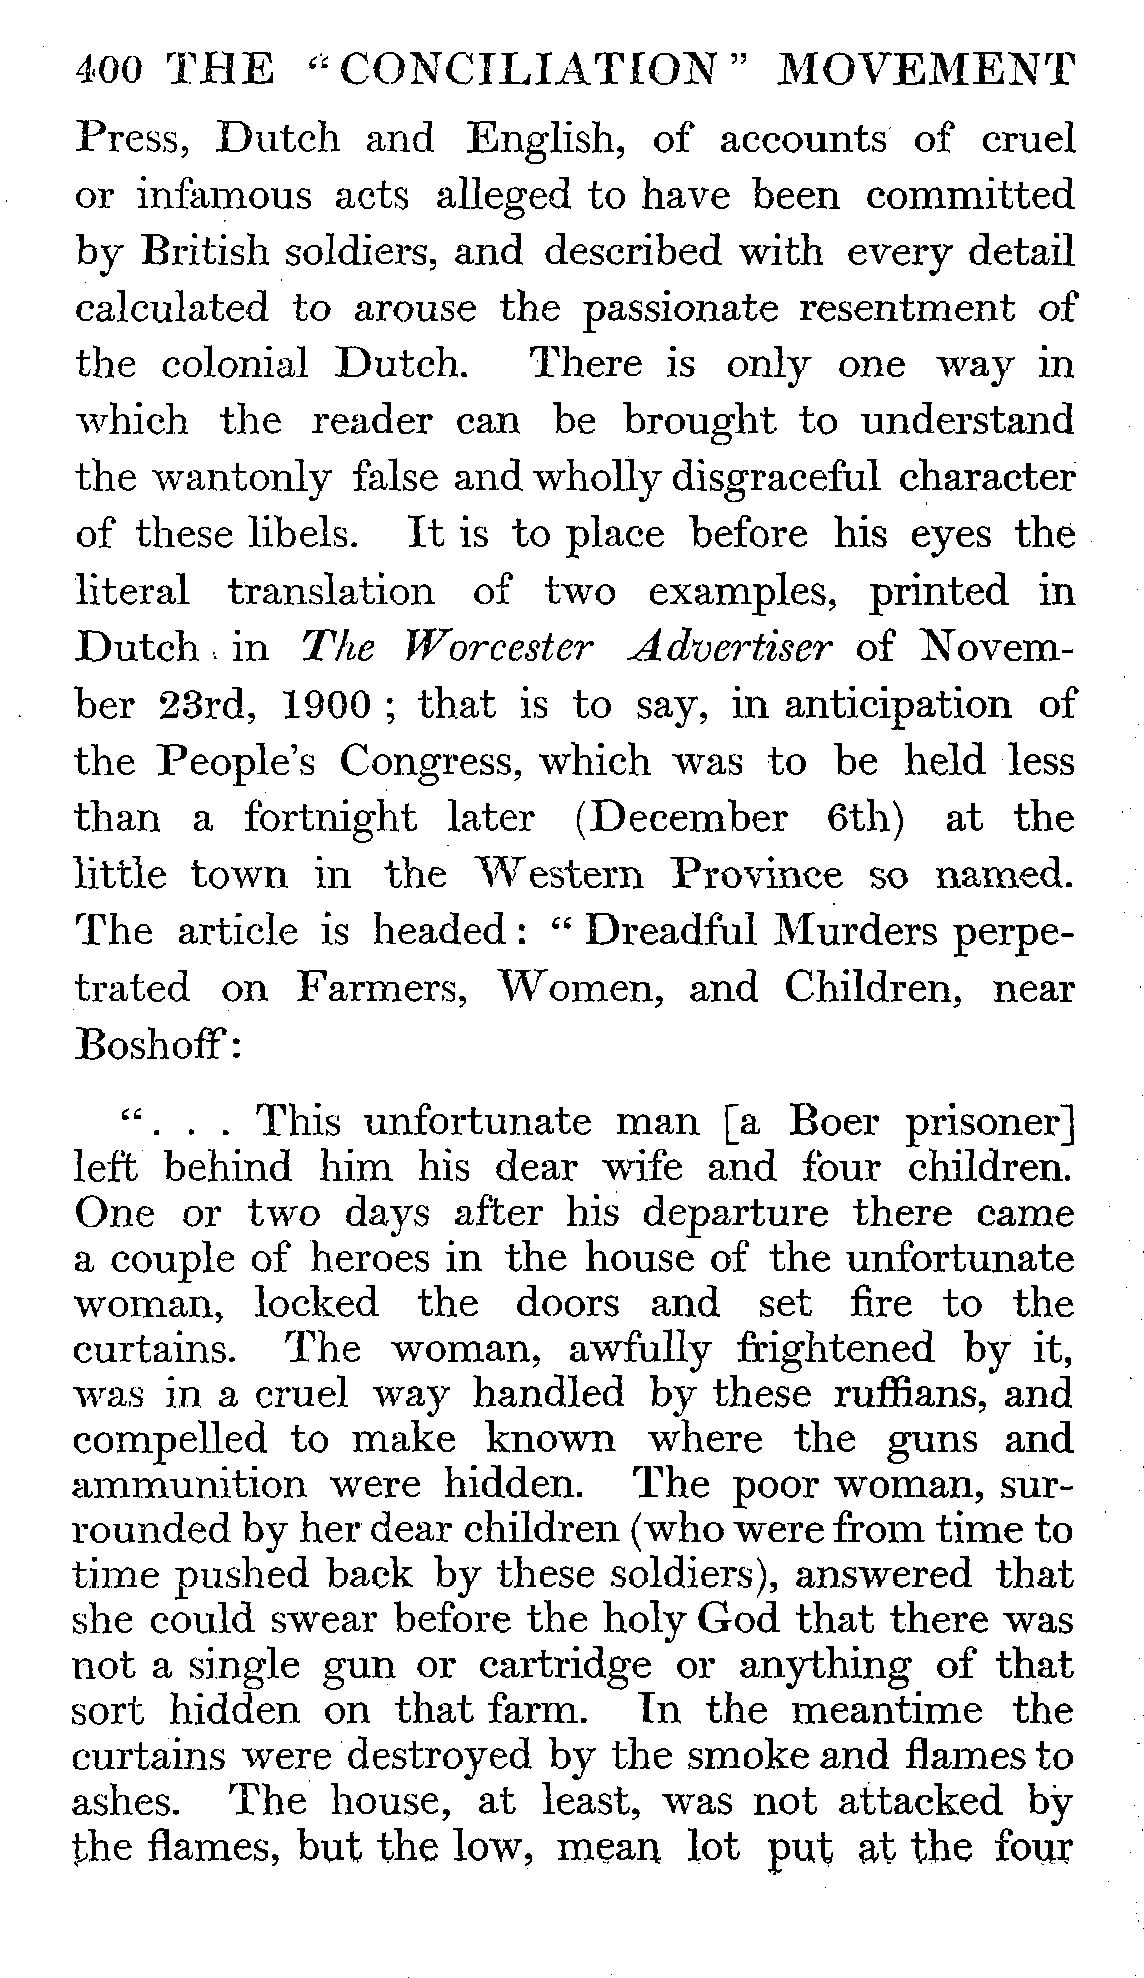 400 THE “CONCILIATION” MOVEMENT
Press, Dutch and English, of accounts of cruel
or infamous acts alleged to have been committed
by British soldiers, and described with every detail
calculated to arouse the passionate resentment of
the colonial Dutch. There is only one way in
which the reader can be brought to understand
the wantonly false and wholly disgraceful character
of these libels. It is to place before his eyes the
literal translation of two examples, printed in
Dutch in The Worcester Advertiser of Novem-
ber 23rd, 1900 ; that is to say, in anticipation of
the People’s Congress, which was to be held less
than a fortnight later (December 6th) at the
little town in the Western Province so named.
The article is headed : “ Dreadful Murders perpe-
trated on Farmers, Women, and Children, near
Boshoff :
“. . . This unfortunate man [a Boer prisoner]
left behind him his dear wife and four children.
One or two days after his departure there came
a couple of heroes in the house of the unfortunate
woman, locked the doors and set fire to the
curtains. The woman, awfully frightened by it,
was in a cruel way handled by these ruffians, and
compelled to make known where the guns and
ammunition were hidden. The poor woman, sur-
rounded by her dear children (who were from time to
time pushed back by these soldiers), answered that
she could swear before the holy God that there was
not a single gun or cartridge or anything of that
sort hidden on that farm. In the meantime the
curtains were destroyed by the smoke and flames to
ashes. The house, at least, was not attacked by
the flames, but the low, mean lot put at the four